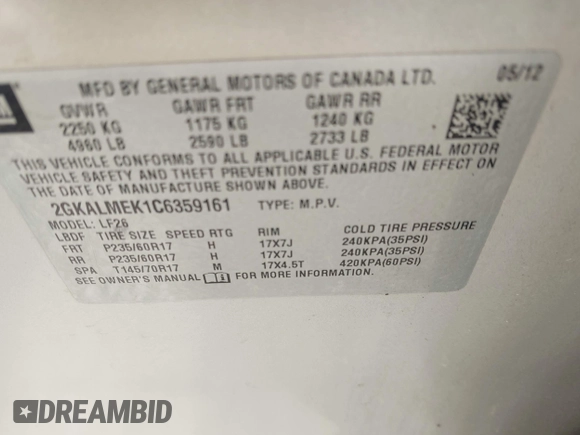 GM
MFD BY GENERAL MOTORS OF CANADA LTD. 05/12
GVWR GAWR FRT GAWR RR
2250 KG 1175 KG 1240 KG
4960 LB 2590 LB 2733 LB
THIS VEHICLE CONFORMS TO ALL APPLICABLE U.S. FEDERAL MOTOR
VEHICLE SAFETY AND THEFT PREVENTION STANDARDS IN EFFECT ON
THE DATE OF MANUFACTURE SHOWN ABOVE.
2GKALMEK1C6359161 TYPE: M.P.V.
MODEL: LF26
LBDF TIRE SIZE SPEED RTG RIM COLD TIRE PRESSURE
FRT P235/60R17 H 17X7J 240KPA(35PSI)
RR P235/60R17 H 17X7J 240KPA(35PSI)
SPA T145/70R17 M 17X4.5T 420KPA(60PSI)
SEE OWNER'S MANUAL FOR MORE INFORMATION.
DREAMBID